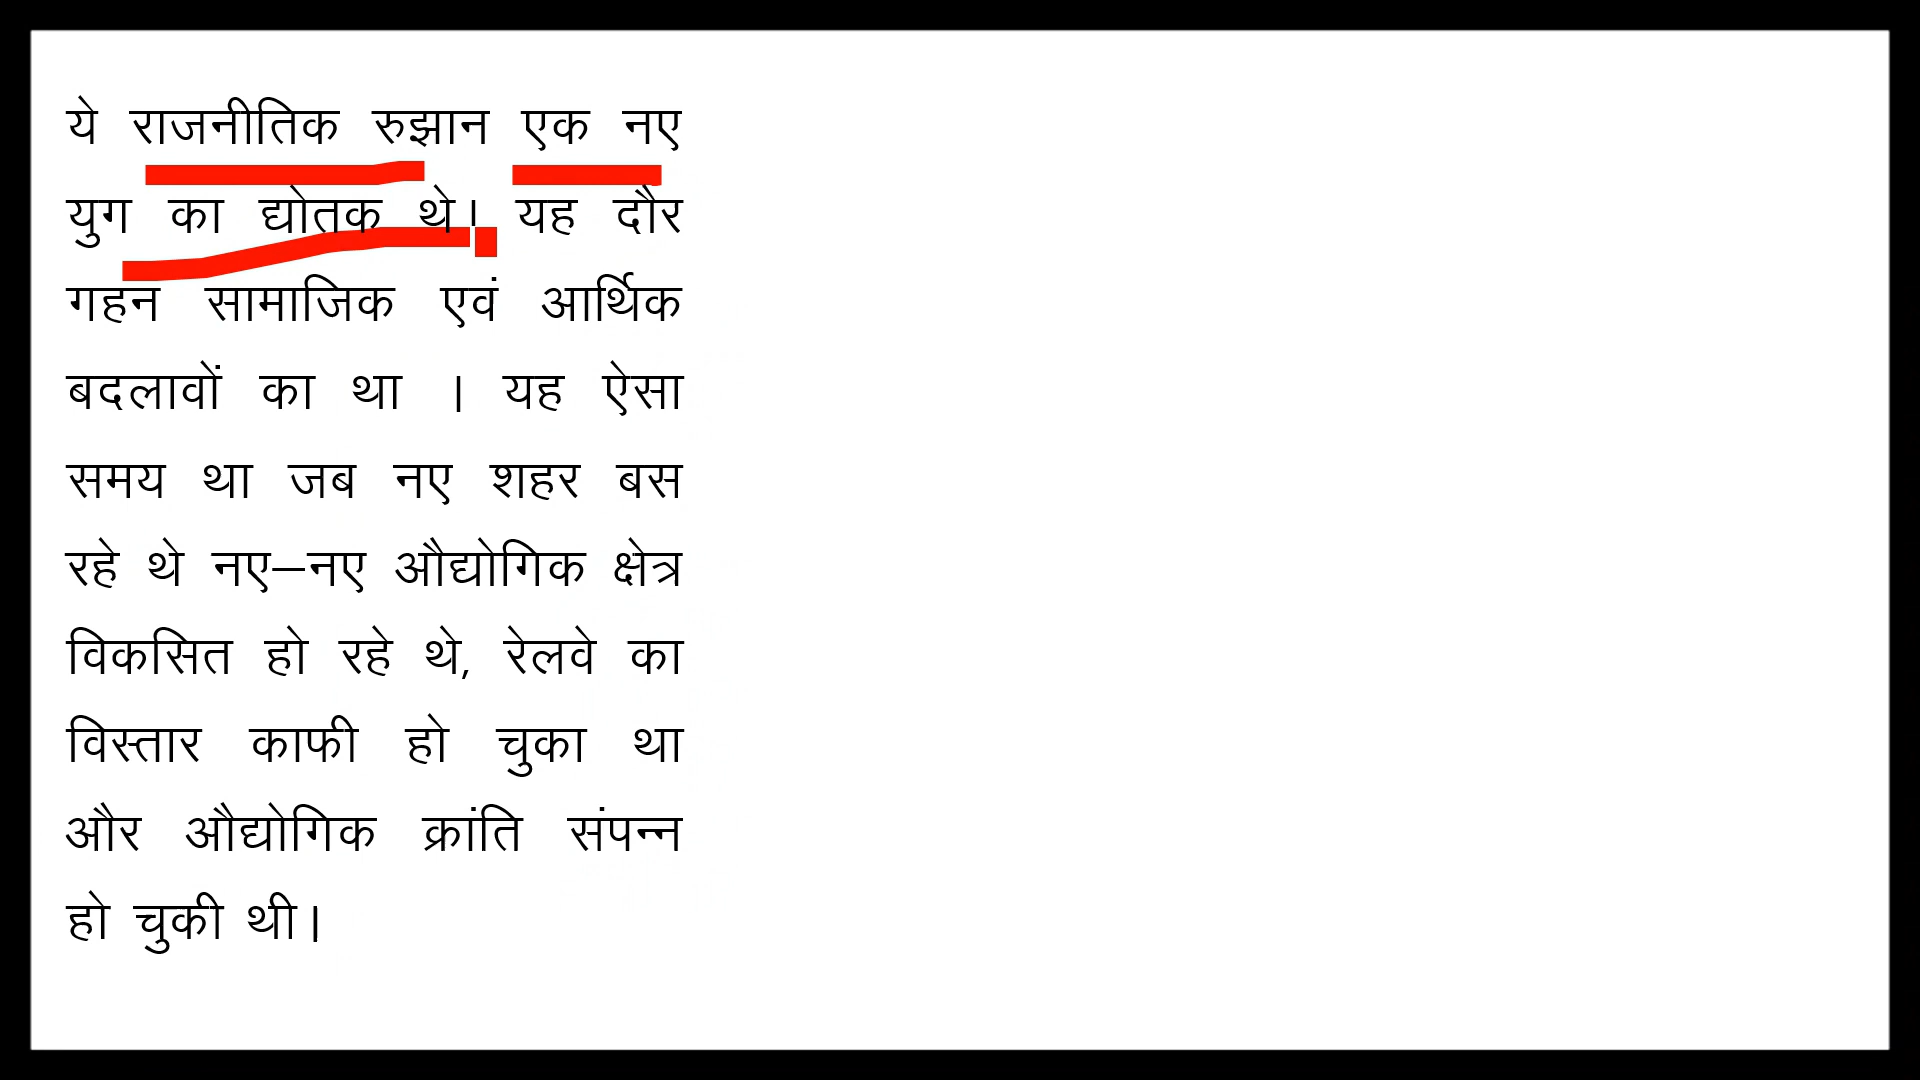 ये राजनीतिक रुझान एक नए
युग का द्योतक थे। यह दौर
गहन सामाजिक एवं आर्थिक
बदलावों का था । यह ऐसा
समय था जब नए शहर बस
रहे थे नए–नए औद्योगिक क्षेत्र
विकसित हो रहे थे, रेलवे का
विस्तार काफी हो चुका था
और औद्योगिक क्रांति संपन्न
हो चुकी थी।